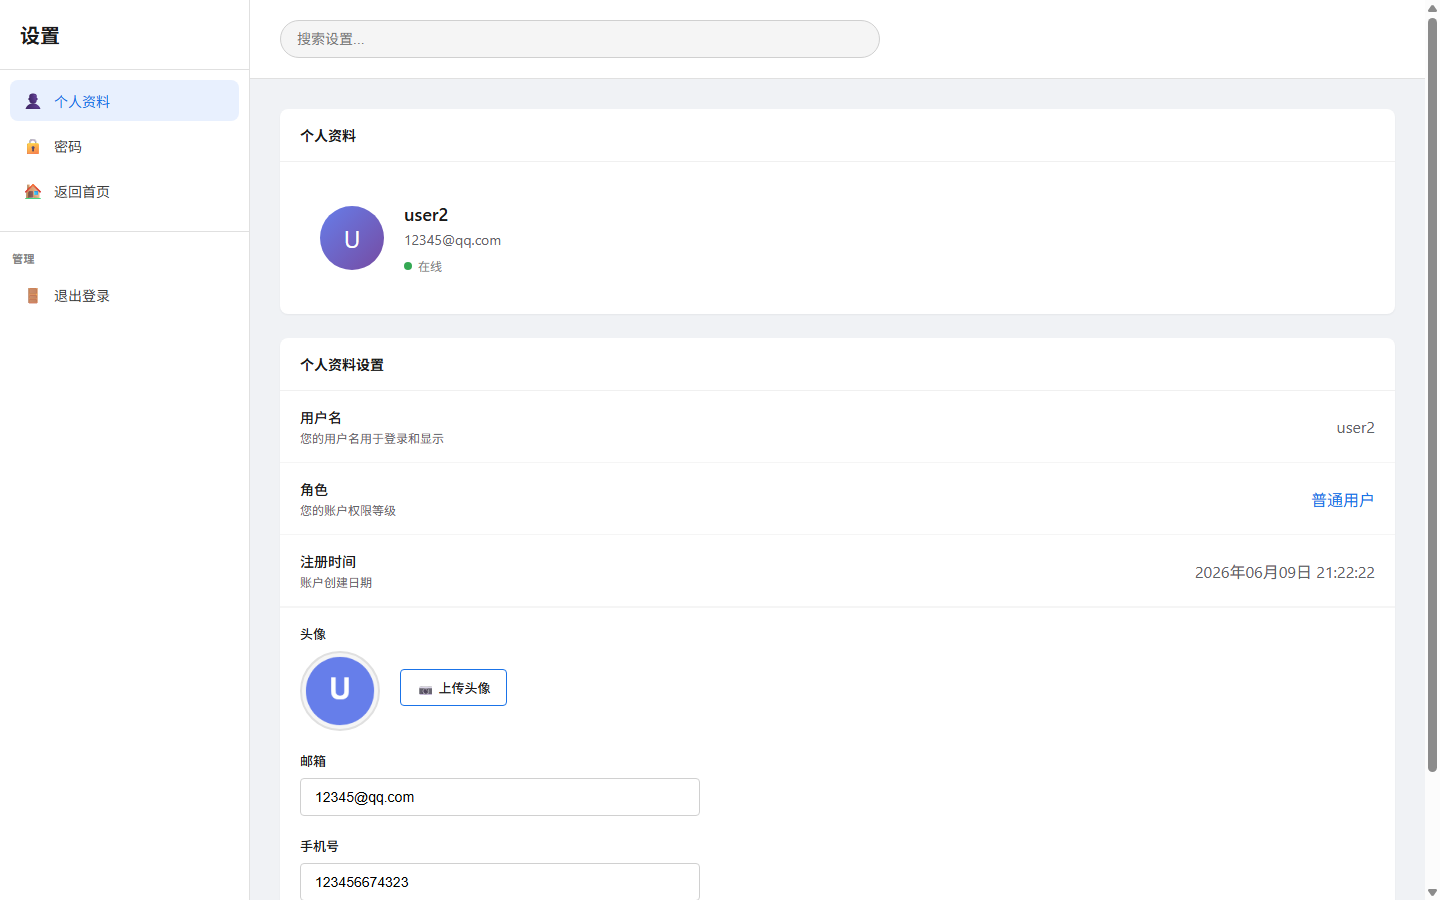 设置
搜索设置...
个人资料
密码
返回首页
管理
退出登录
个人资料
U
user2
12345@qq.com
在线
个人资料设置
用户名
您的用户名用于登录和显示
user2
角色
您的账户权限等级
普通用户
注册时间
账户创建日期
2026年06月09日 21:22:22
头像
U
上传头像
邮箱
12345@qq.com
手机号
123456674323